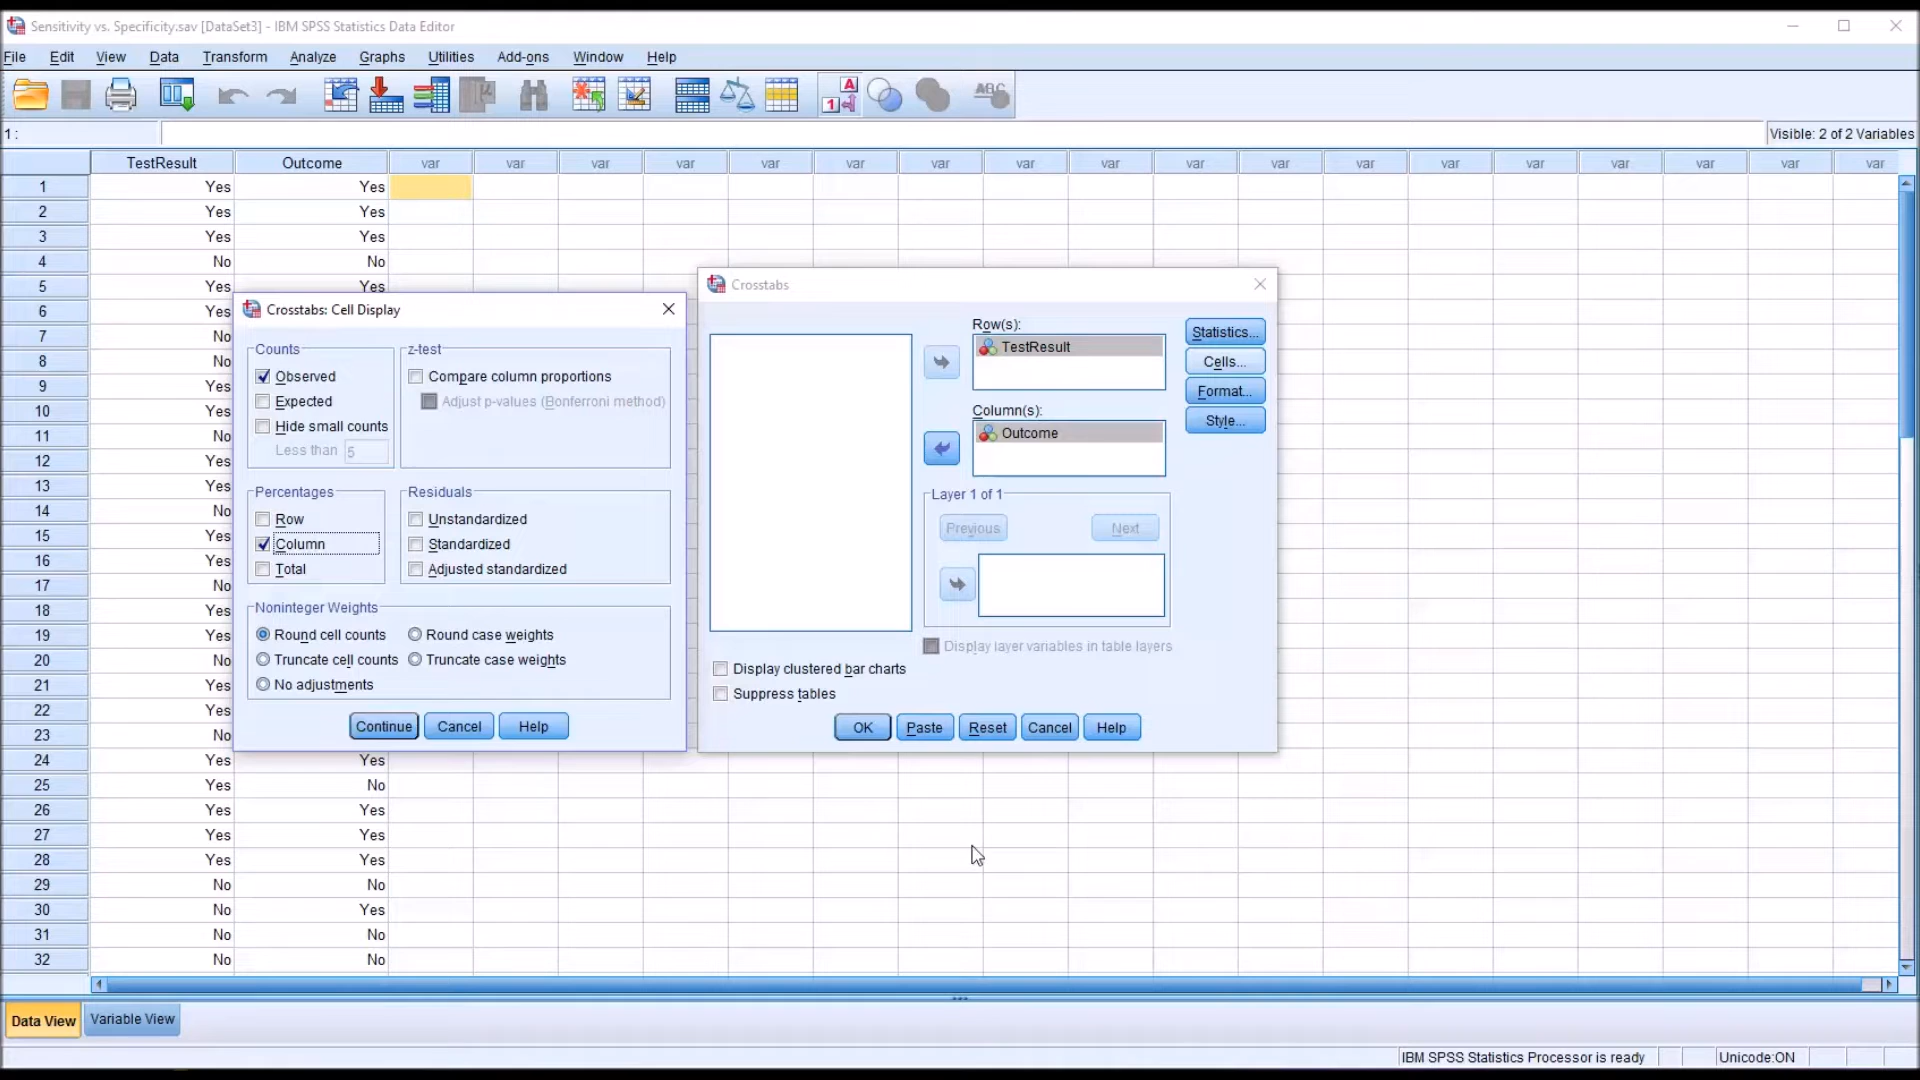 Sensitivity vs. Specificity.sav [DataSet3] - IBM SPSS Statistics Data Editor
File Edit View Data Transform Analyze Graphs Utilities Add-ons Window Help
1 :
Visible: 2 of 2 Variables
TestResult Outcome var var var var var var var var var var var var var var var var var var
1 Yes Yes
2 Yes Yes
3 Yes Yes
4 No No
5 Yes Yes
6 Yes
7 No
8 No
9 Yes
10 Yes
11 No
12 Yes
13 Yes
14 No
15 Yes
16 Yes
17 No
18 Yes
19 Yes
20 No
21 Yes
22 Yes
23 No
24 Yes Yes
25 Yes No
26 Yes Yes
27 Yes Yes
28 Yes Yes
29 No No
30 No Yes
31 No No
32 No No
Crosstabs: Cell Display
Counts
Observed
Expected
Hide small counts
Less than 5
z-test
Compare column proportions
Adjust p-values (Bonferroni method)
Percentages
Row
Column
Total
Residuals
Unstandardized
Standardized
Adjusted standardized
Noninteger Weights
Round cell counts Round case weights
Truncate cell counts Truncate case weights
No adjustments
Continue Cancel Help
Crosstabs
Row(s):
TestResult
Column(s):
Outcome
Layer 1 of 1
Previous Next
Display layer variables in table layers
Statistics...
Cells...
Format...
Style...
Display clustered bar charts
Suppress tables
OK Paste Reset Cancel Help
Data View Variable View
IBM SPSS Statistics Processor is ready Unicode:ON